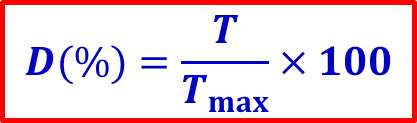 D(%) = T/T_max × 100